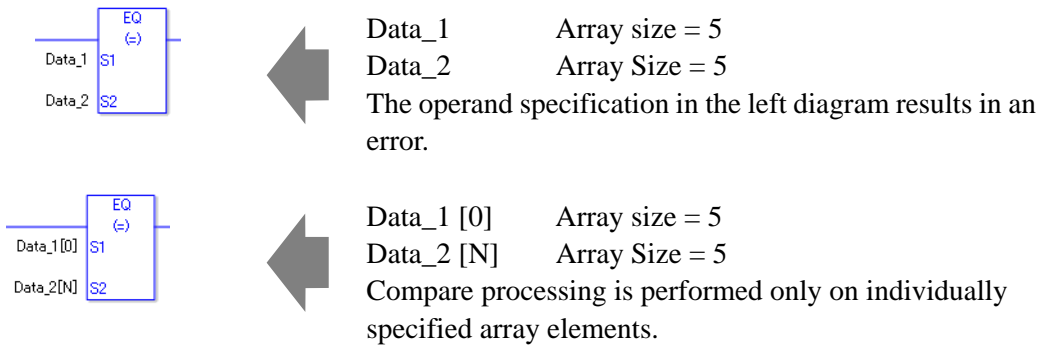 EQ
(=)
Data_1 S1
Data_2 S2
Data_1 Array size = 5
Data_2 Array Size = 5
The operand specification in the left diagram results in an
error.
EQ
(=)
Data_1[0] S1
Data_2[N] S2
Data_1 [0] Array size = 5
Data_2 [N] Array Size = 5
Compare processing is performed only on individually
specified array elements.